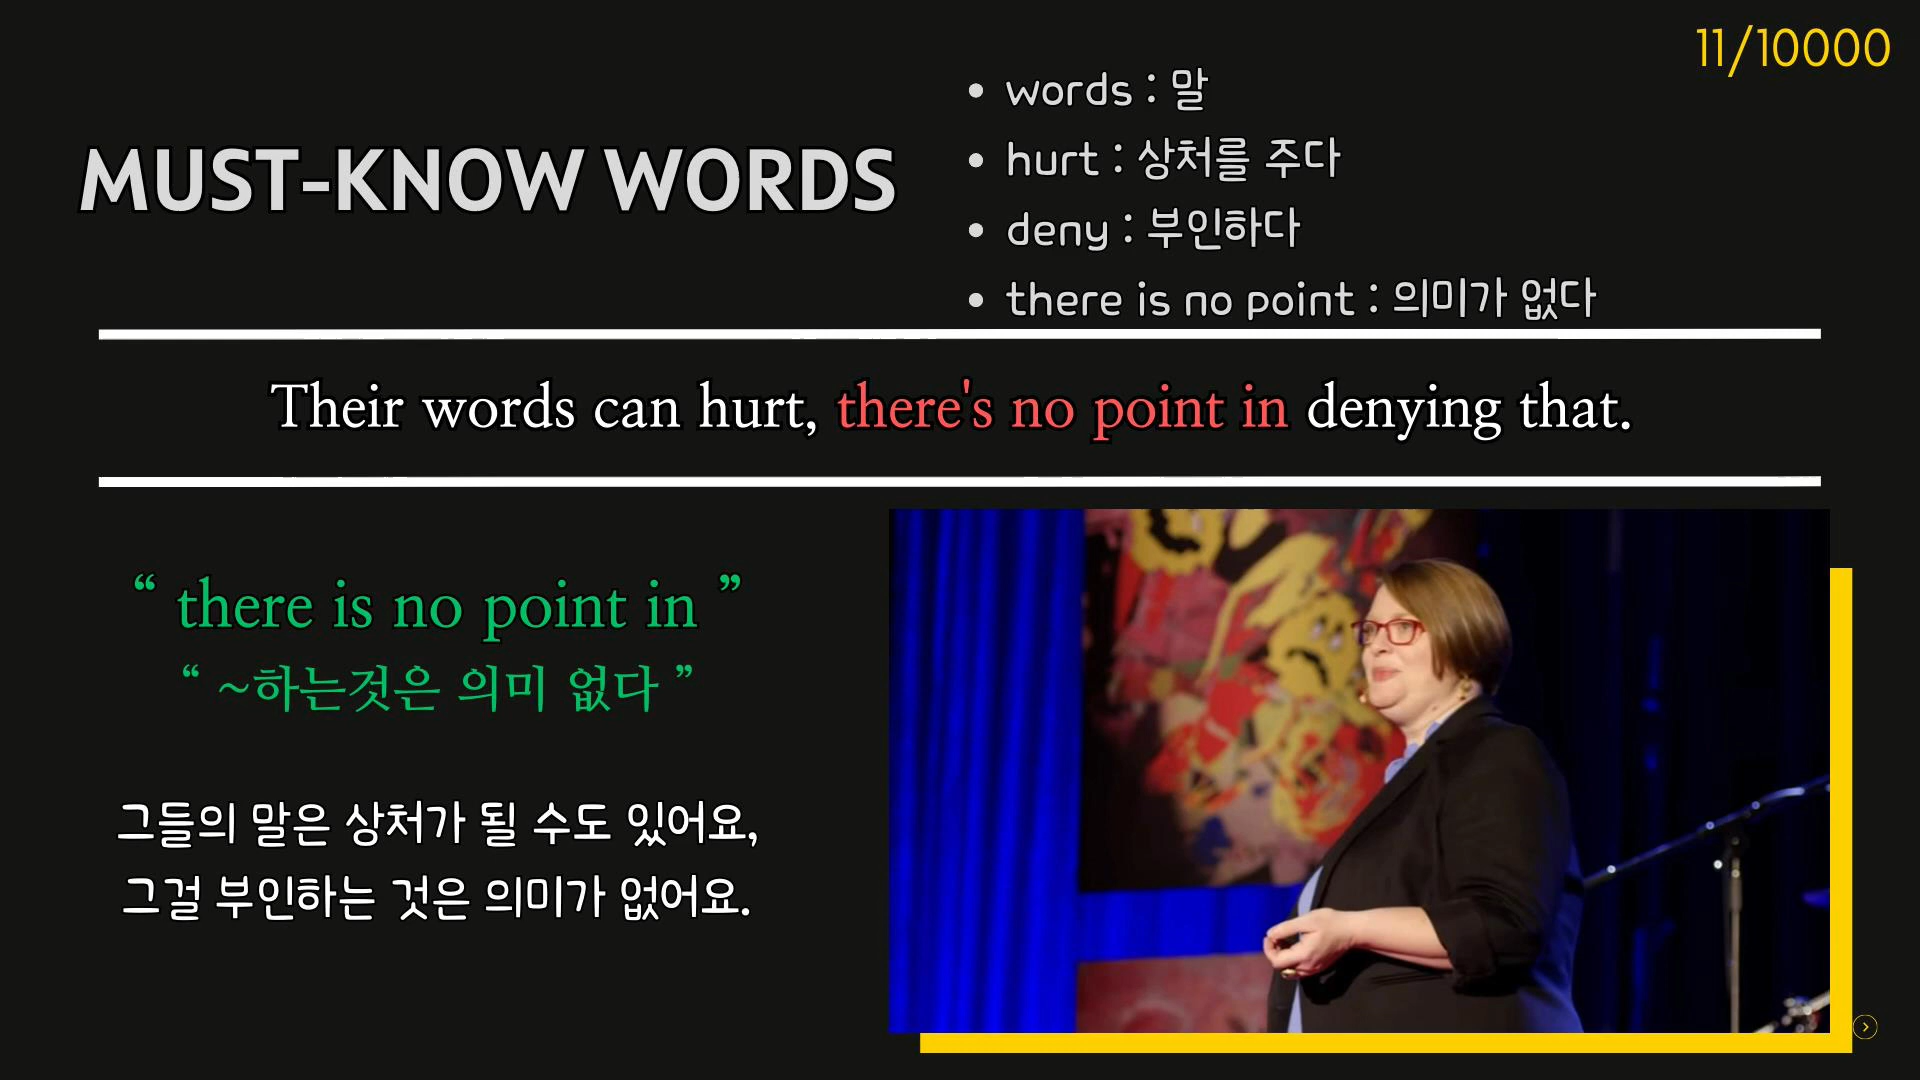 11/10000
MUST-KNOW WORDS
• words : 말
• hurt : 상처를 주다
• deny : 부인하다
• there is no point : 의미가 없다
Their words can hurt, there's no point in denying that.
“ there is no point in ”
“ ~하는것은 의미 없다 ”
그들의 말은 상처가 될 수도 있어요,
그걸 부인하는 것은 의미가 없어요.